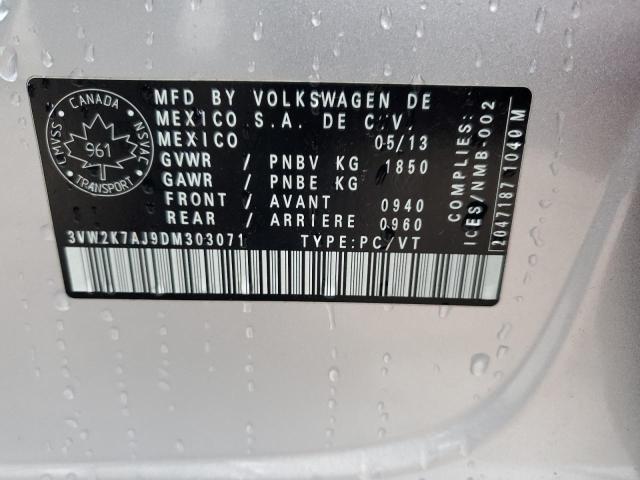 CANADA
LMVSS
NSVAC
961
TRANSPORT
MFD BY VOLKSWAGEN DE
MEXICO S.A. DE C.V.
MEXICO 05/13
GVWR / PNBV KG 1850
GAWR / PNBE KG
FRONT / AVANT 0940
REAR / ARRIERE 0960
3VW2K7AJ9DM303071 TYPE:PC/VT
COMPLIES:
ICES/NMB-002
2047187 1040 M